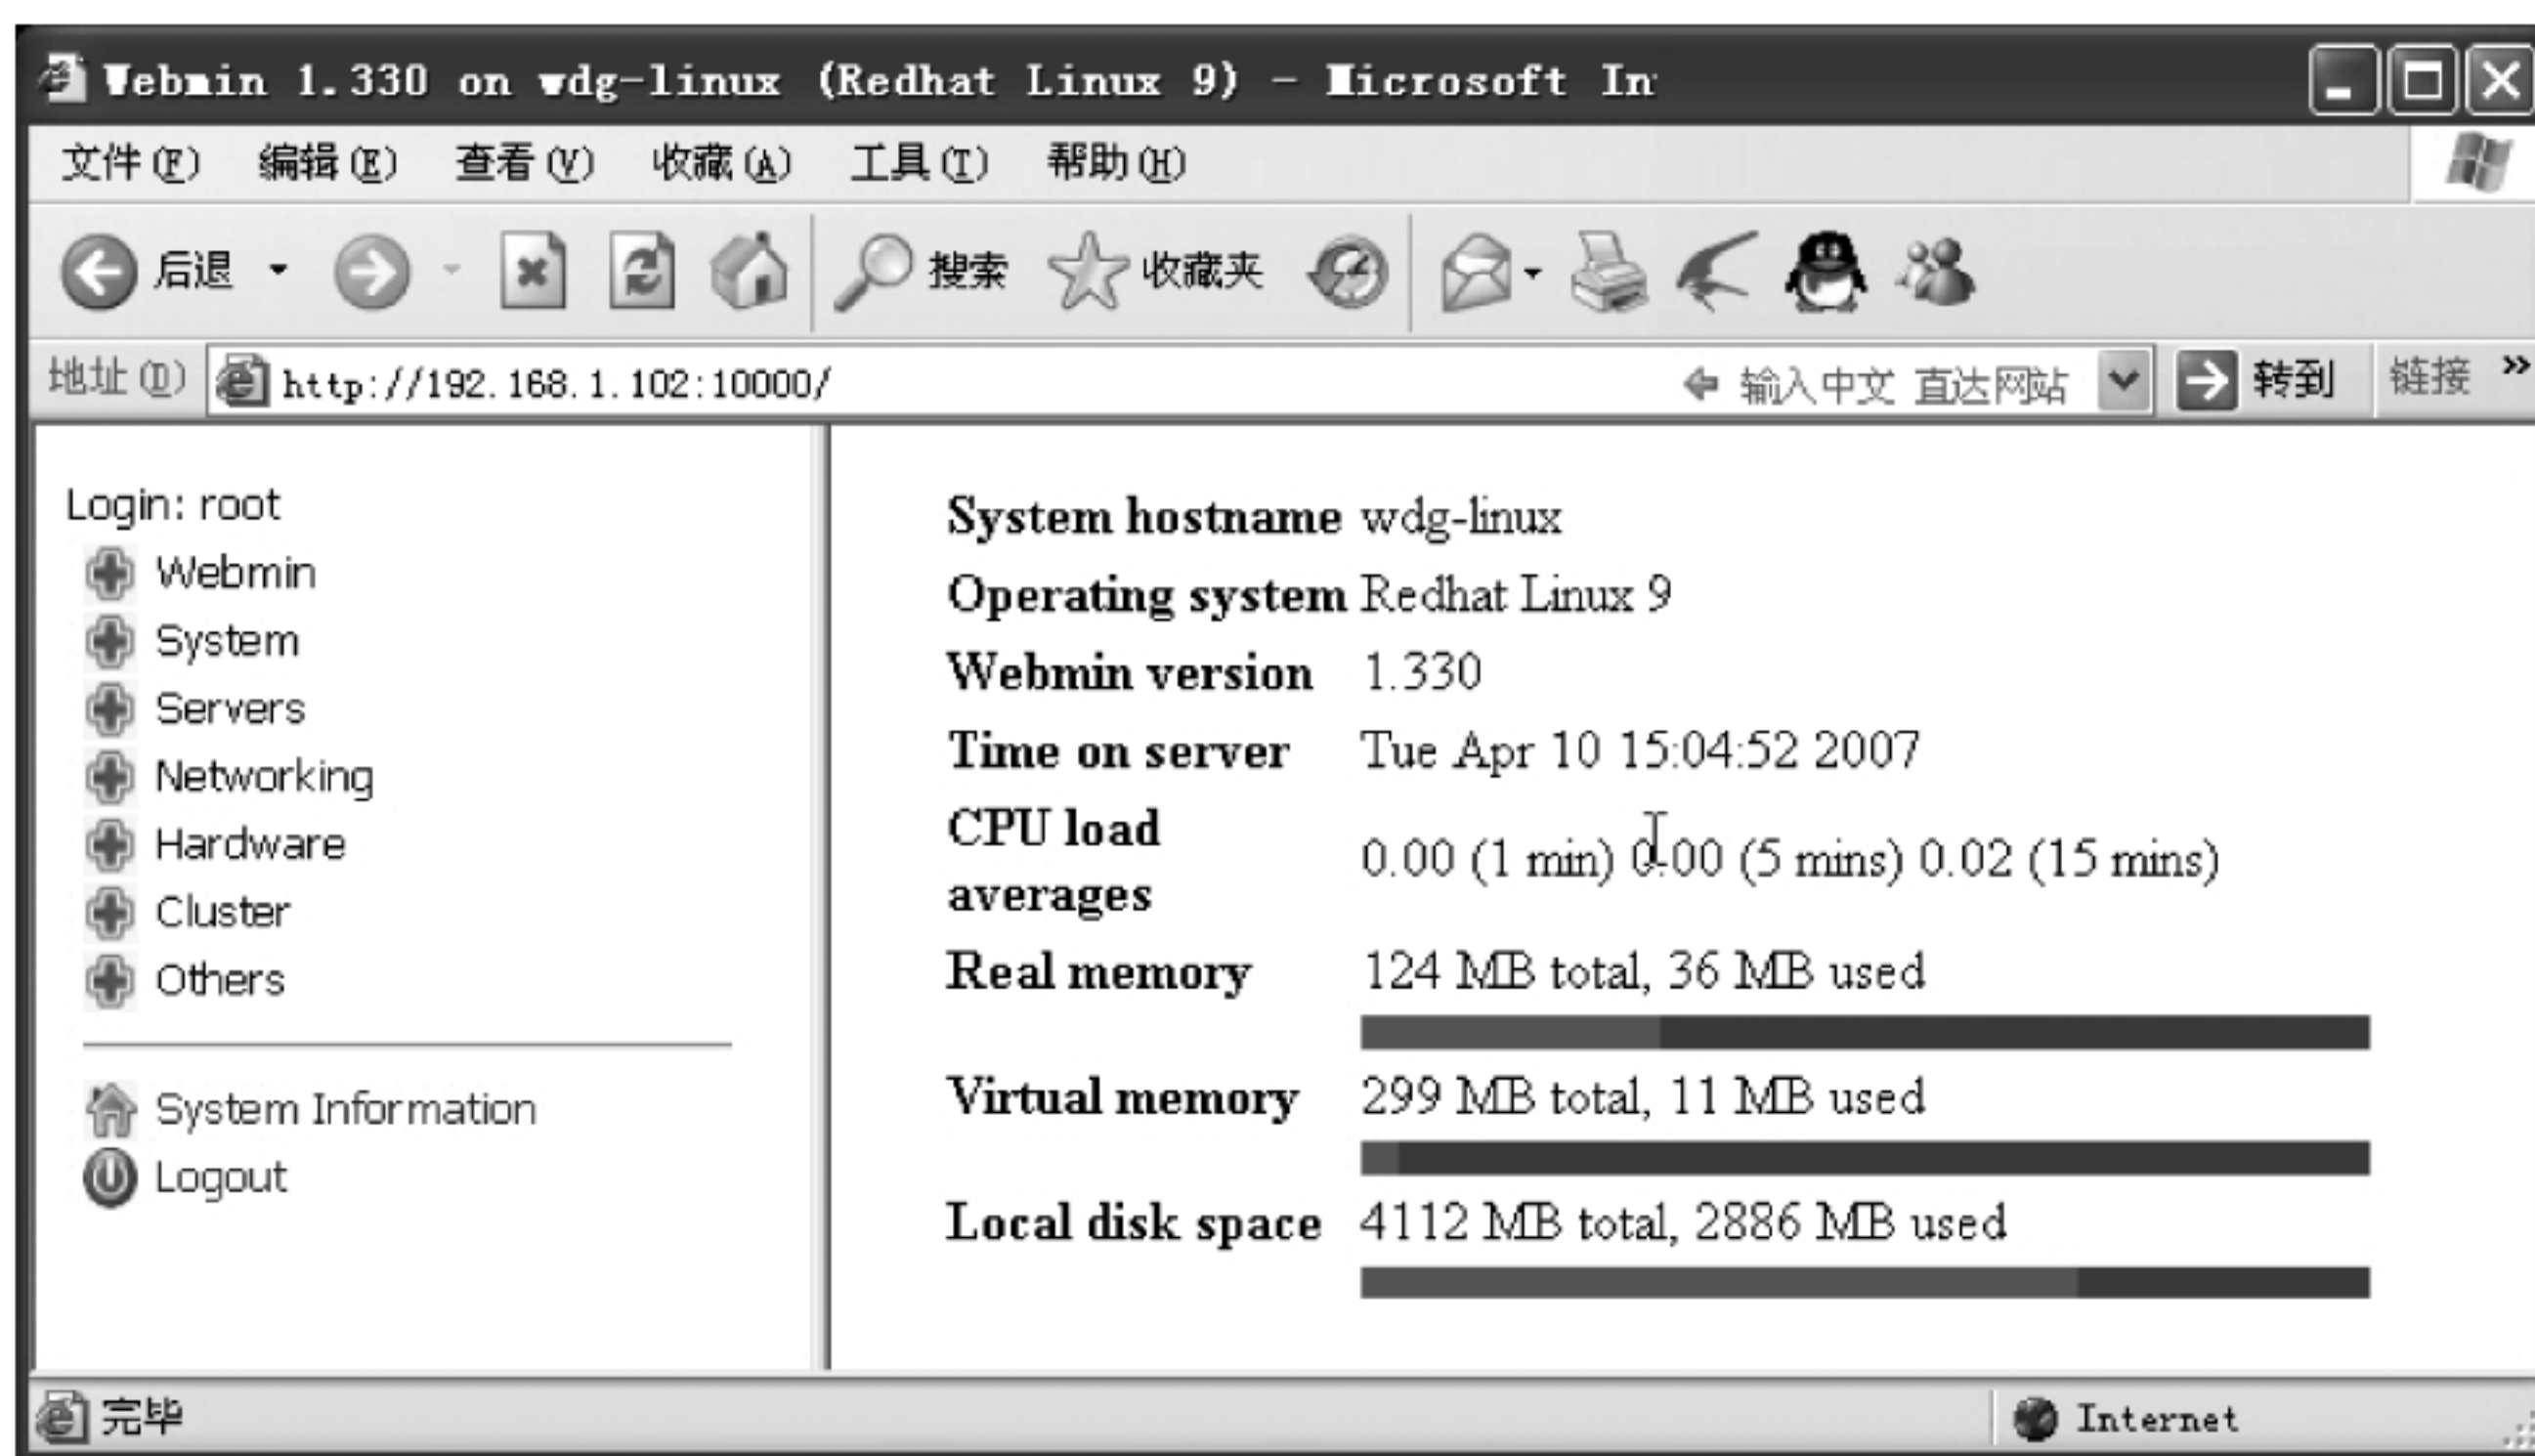 Webmin 1.330 on wdg-linux (Redhat Linux 9) - Microsoft In
文件(F) 编辑(E) 查看(V) 收藏(A) 工具(T) 帮助(H)
后退 搜索 收藏夹
地址(D) http://192.168.1.102:10000/ 输入中文 直达网站 转到 链接 »
Login: root
Webmin
System
Servers
Networking
Hardware
Cluster
Others
System Information
Logout
System hostname wdg-linux
Operating system Redhat Linux 9
Webmin version 1.330
Time on server Tue Apr 10 15:04:52 2007
CPU load
averages
0.00 (1 min) 0.00 (5 mins) 0.02 (15 mins)
Real memory 124 MB total, 36 MB used
Virtual memory 299 MB total, 11 MB used
Local disk space 4112 MB total, 2886 MB used
完毕 Internet